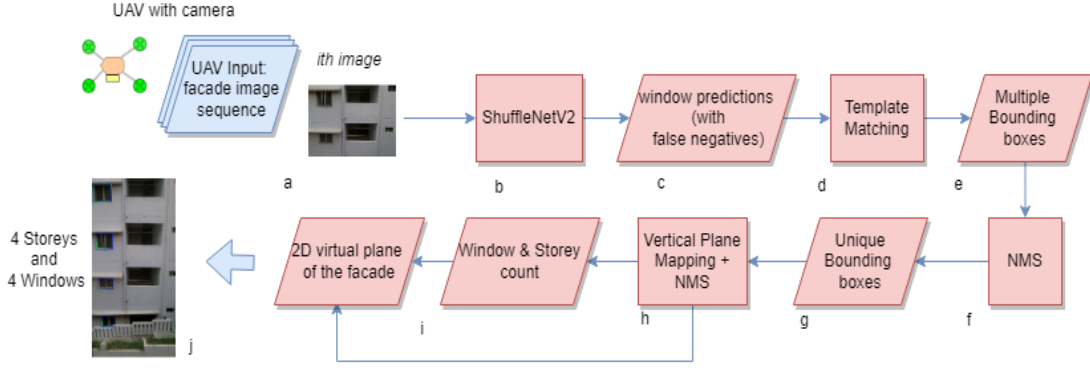 UAV with camera
UAV Input:
facade image
sequence
ith image
ShuffleNetV2
window predictions
(with
false negatives)
Template
Matching
Multiple
Bounding
boxes
a
b
c
d
e
4 Storeys
and
4 Windows
2D virtual plane
of the facade
Window & Storey
count
Vertical Plane
Mapping +
NMS
Unique
Bounding
boxes
NMS
j
i
h
g
f